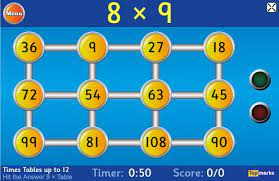 Menu
8 × 9
36 9 27 18
72 54 63 45
99 81 108 90
Times Tables up to 12
Hit the Answer 9 × Table
Timer: 0:50
Score: 0/0
Topmarks